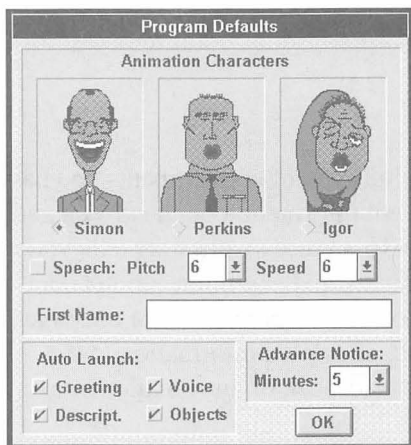 Program Defaults
Animation Characters
Simon Perkins Igor
Speech: Pitch 6 Speed 6
First Name:
Auto Launch:
Greeting Voice
Descript. Objects
Advance Notice:
Minutes: 5
OK